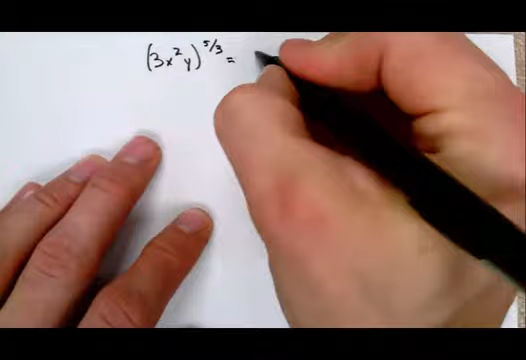 (3x²y)^5/3 =